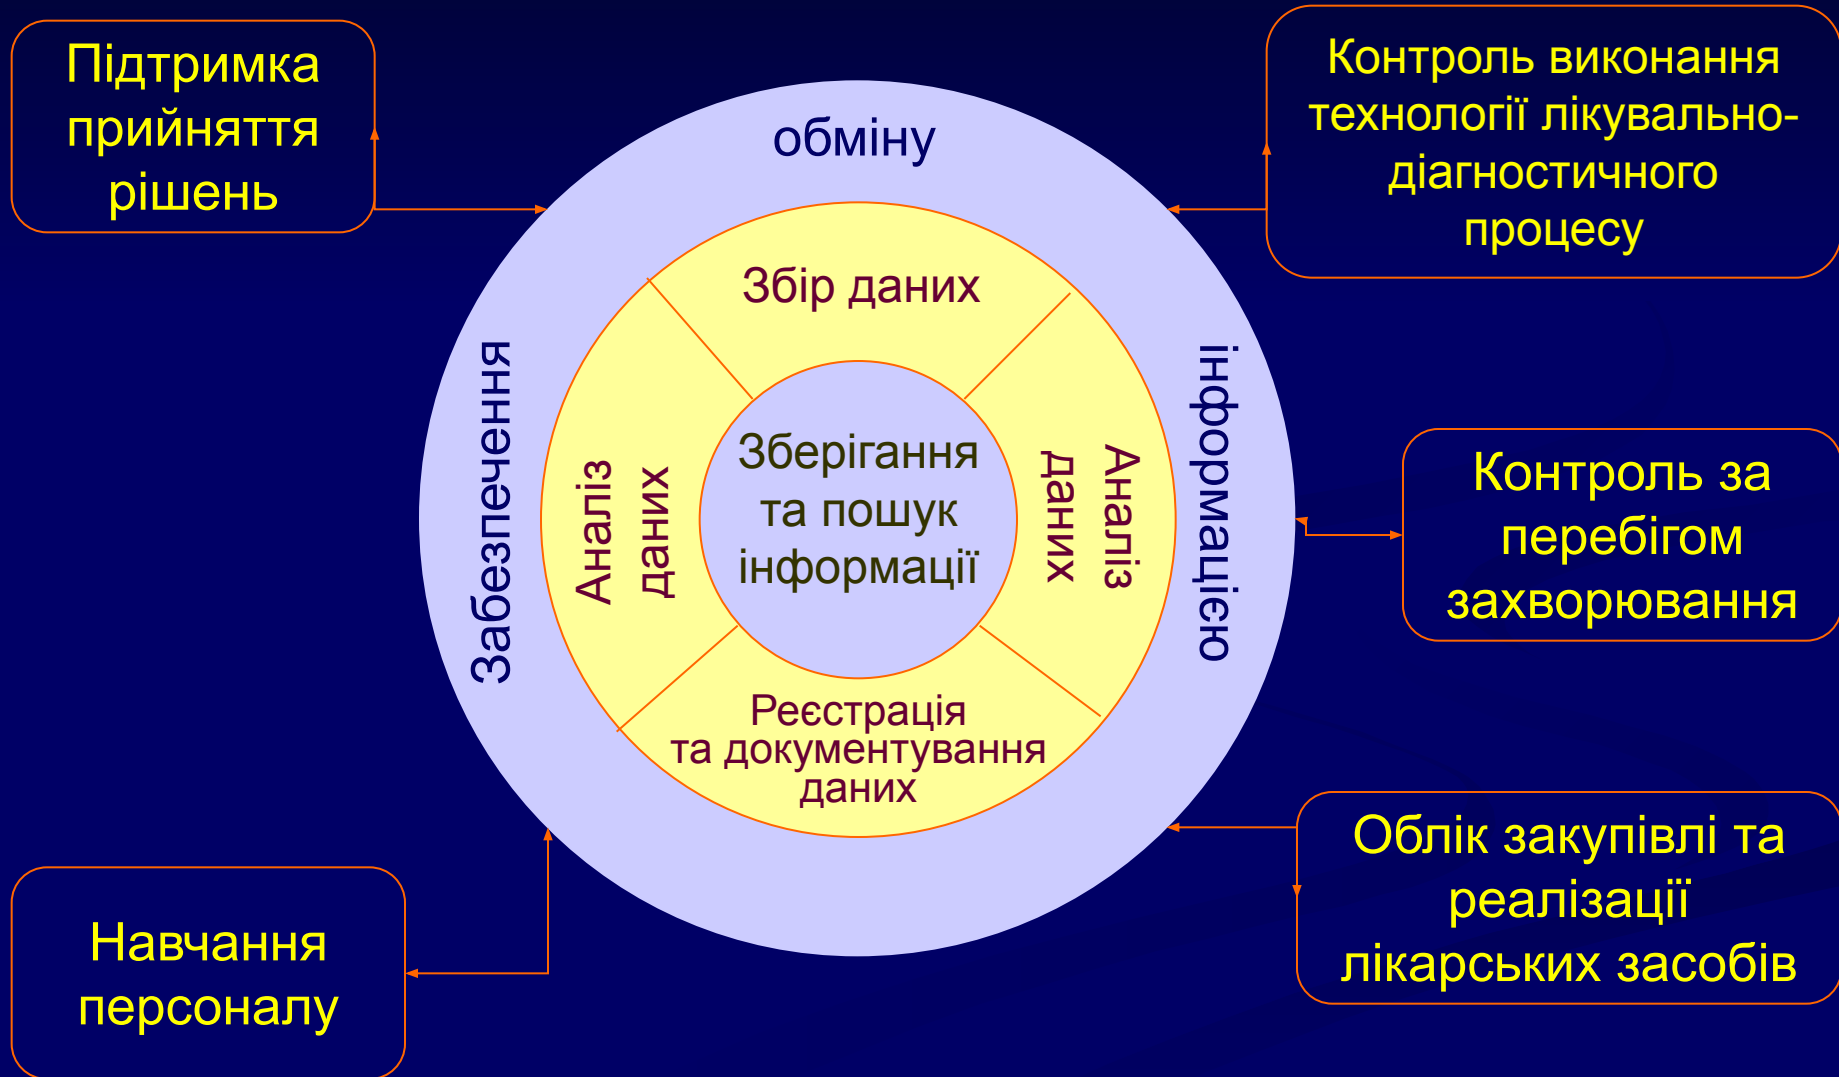 Підтримка
прийняття
рішень
Контроль виконання
технології лікувально-
діагностичного
процесу
Забезпечення
обміну
інформацією
Збір даних
Аналіз
даних
Зберігання
та пошук
інформації
Аналіз
даних
Реєстрація
та документування
даних
Контроль за
перебігом
захворювання
Навчання
персоналу
Облік закупівлі та
реалізації
лікарських засобів